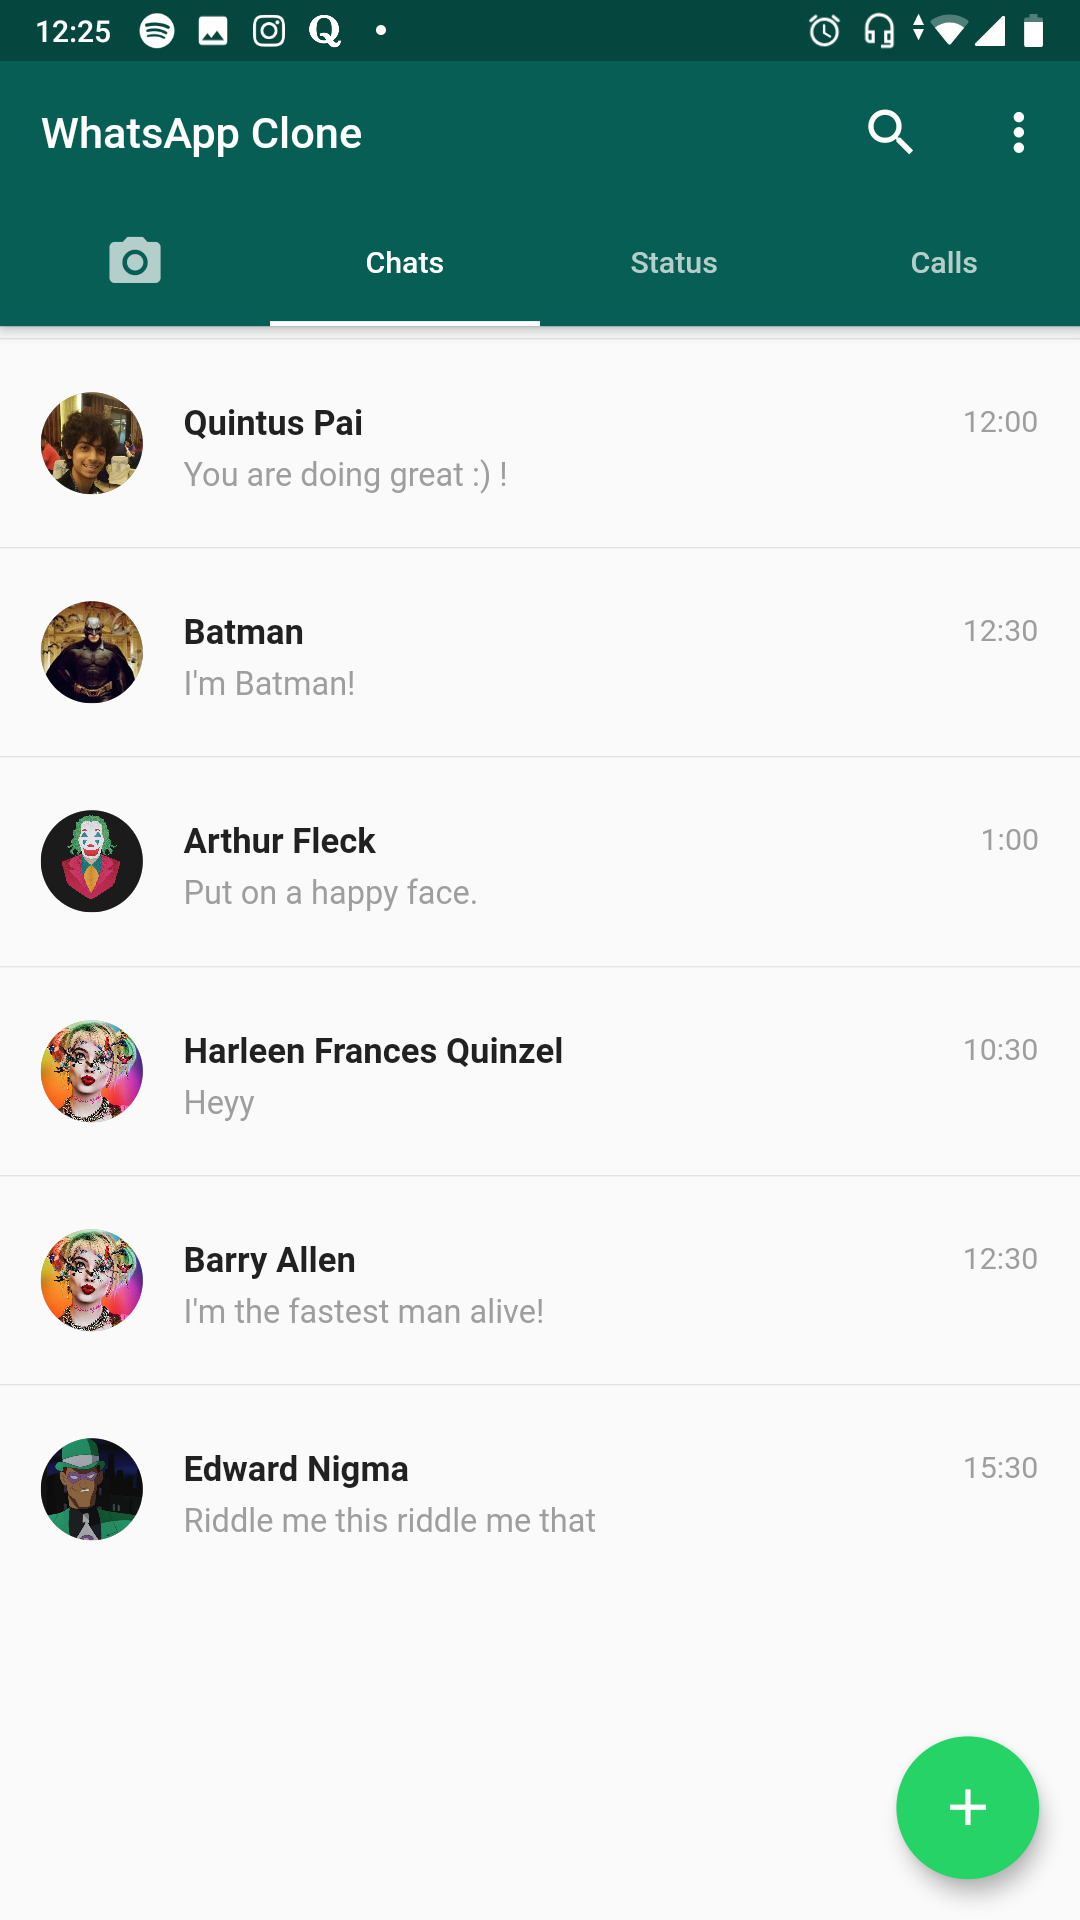 12:25
WhatsApp Clone
Chats Status Calls
Quintus Pai 12:00
You are doing great :) !
Batman 12:30
I'm Batman!
Arthur Fleck 1:00
Put on a happy face.
Harleen Frances Quinzel 10:30
Heyy
Barry Allen 12:30
I'm the fastest man alive!
Edward Nigma 15:30
Riddle me this riddle me that